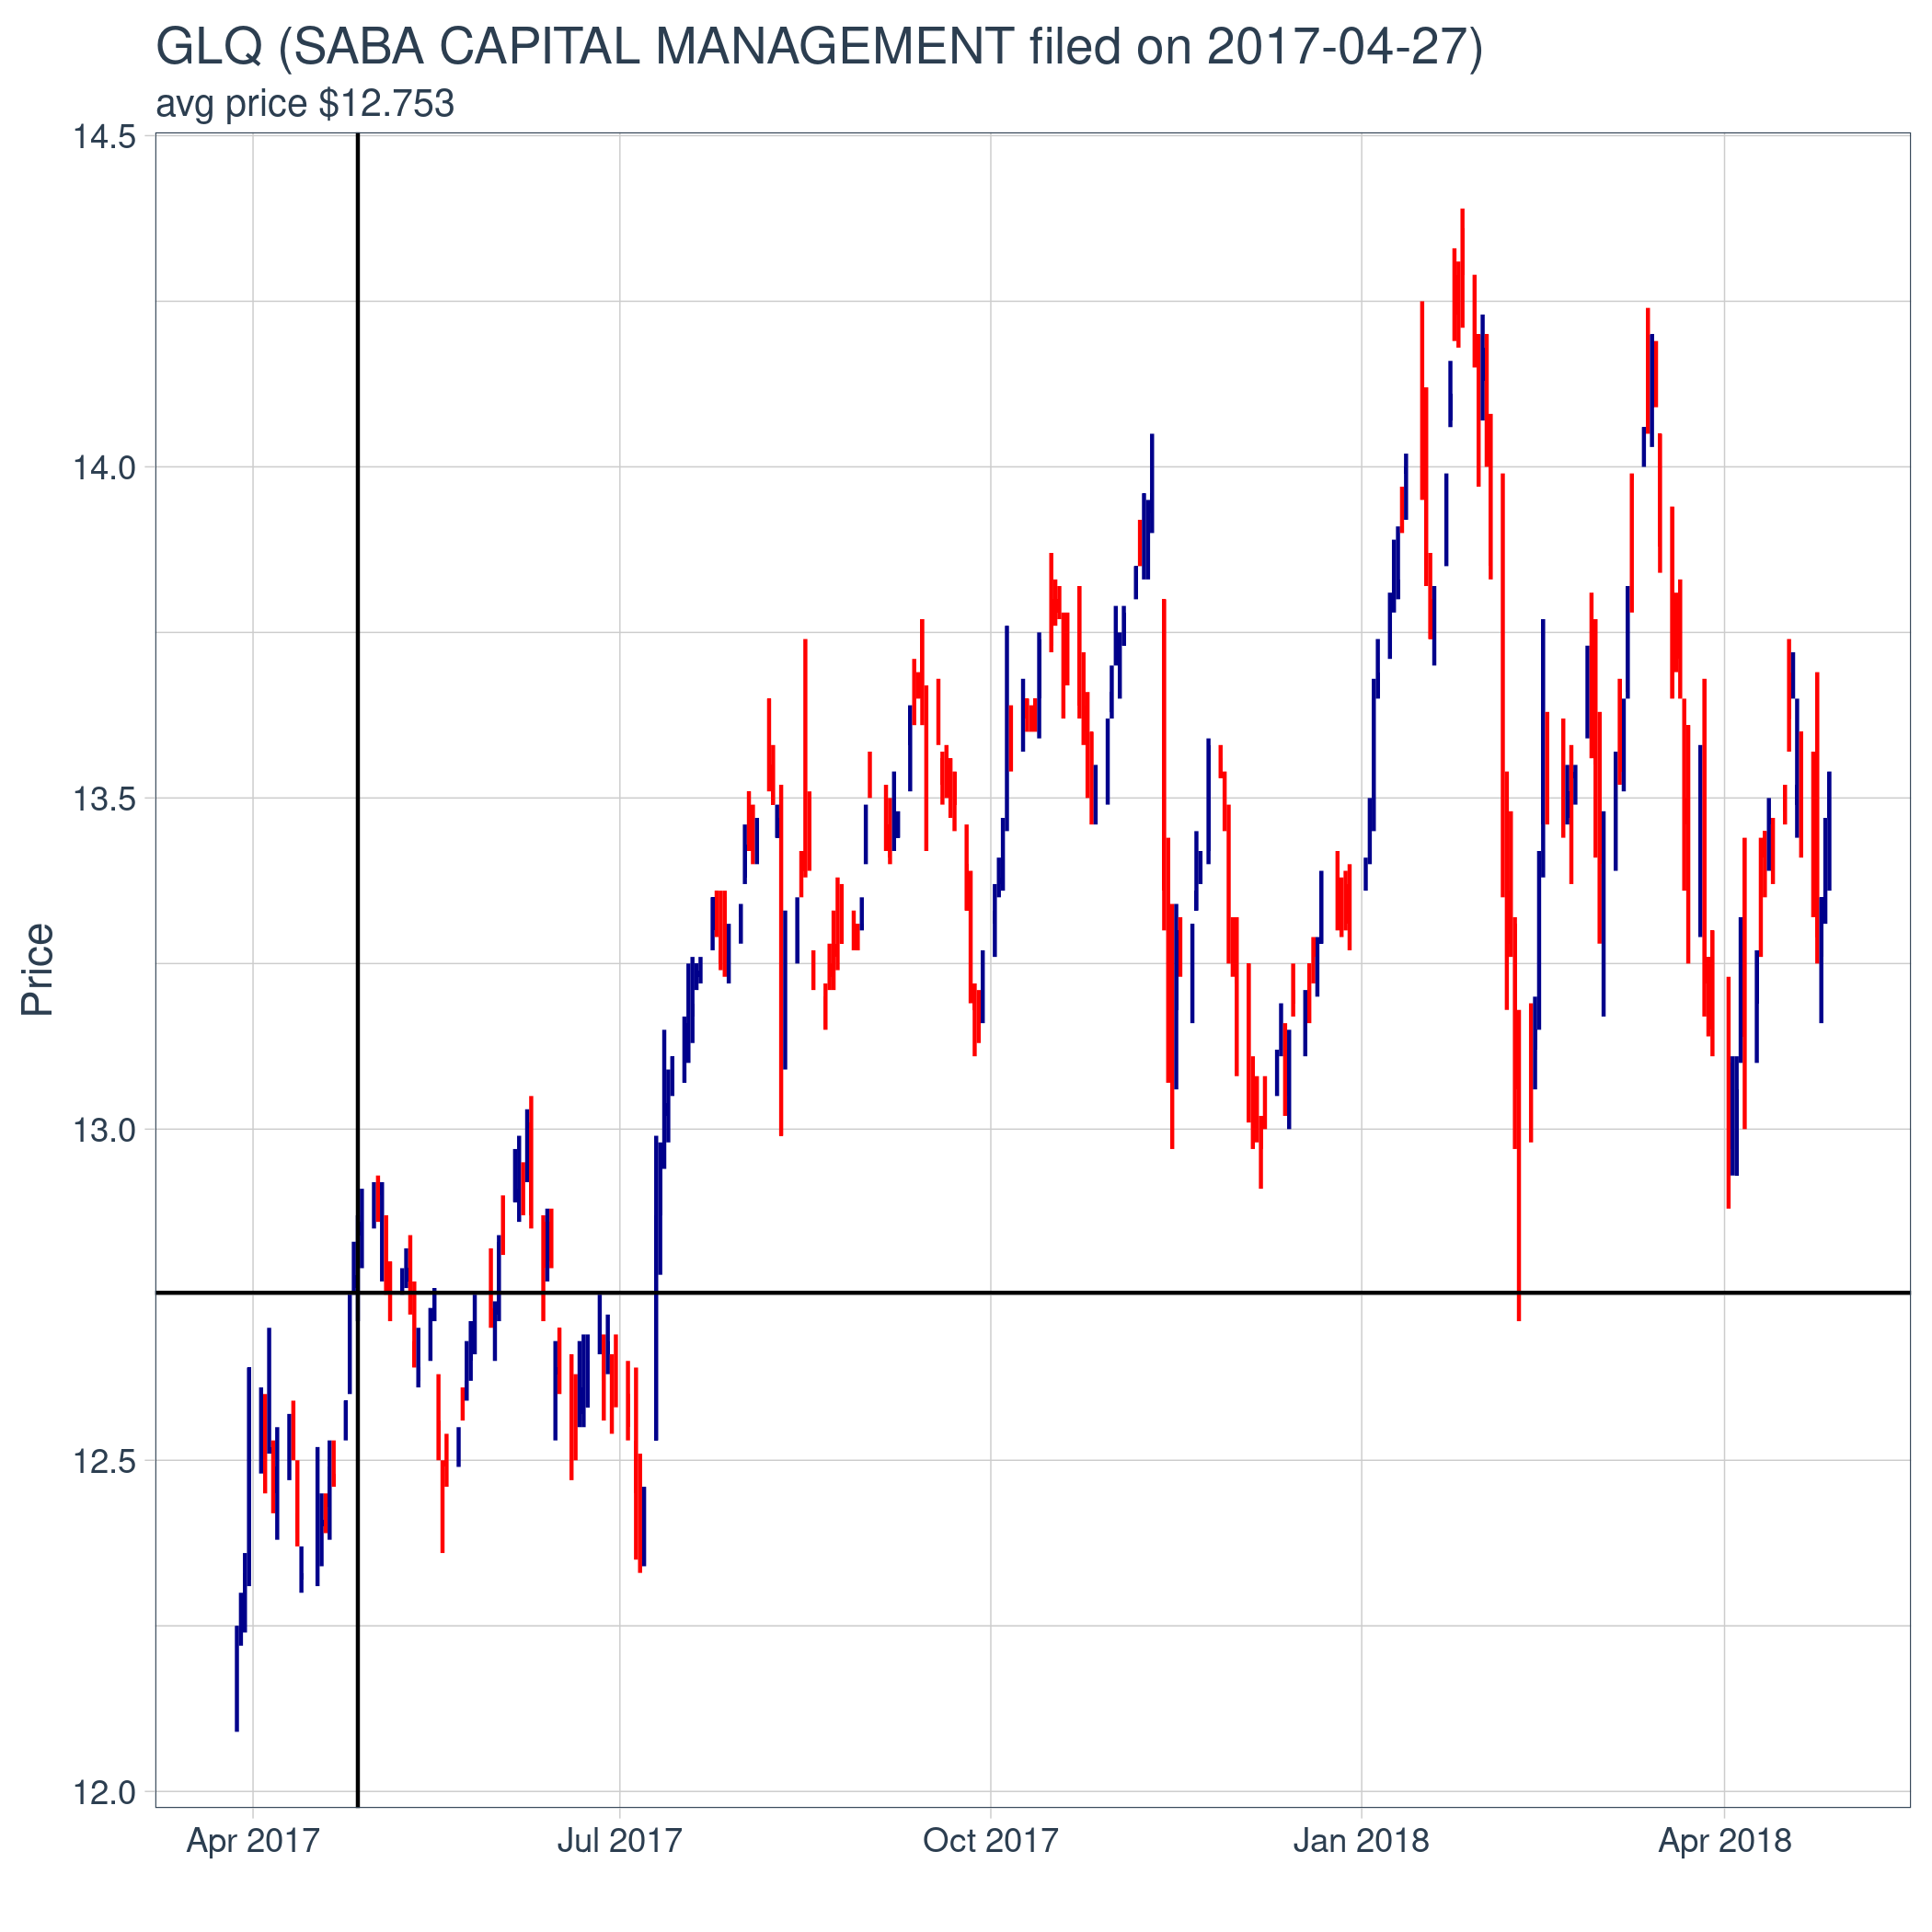 GLQ (SABA CAPITAL MANAGEMENT filed on 2017-04-27)
avg price $12.753
14.5
14.0
13.5
13.0
12.5
12.0
Price
Apr 2017 Jul 2017 Oct 2017 Jan 2018 Apr 2018